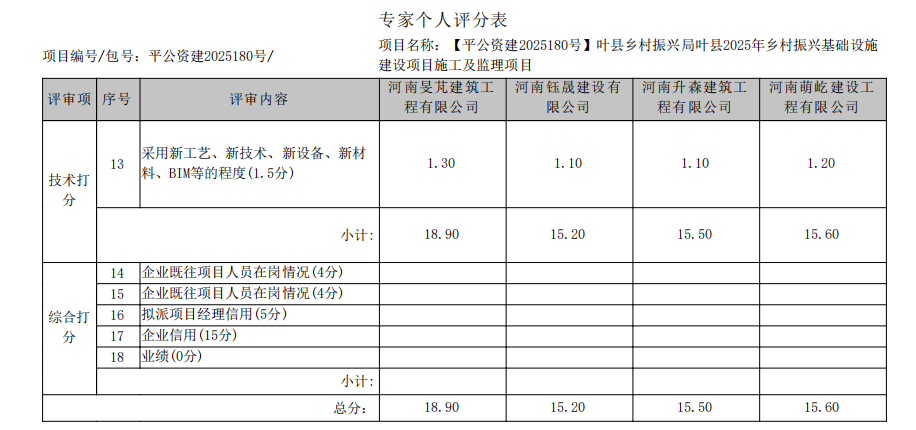 专家个人评分表
项目编号/包号：平公资建2025180号/
项目名称：【平公资建2025180号】叶县乡村振兴局叶县2025年乡村振兴基础设施
建设项目施工及监理项目
评审项 序号 评审内容 河南旻芃建筑工 河南钰晟建设有 河南升森建筑工 河南萌屹建设工
程有限公司 限公司 程有限公司 程有限公司
技术打
分
13 采用新工艺、新技术、新设备、新材 1.30 1.10 1.10 1.20
料、BIM等的程度(1.5分)
小计: 18.90 15.20 15.50 15.60
综合打
分
14 企业既往项目人员在岗情况(4分)
15 企业既往项目人员在岗情况(4分)
16 拟派项目经理信用(5分)
17 企业信用(15分)
18 业绩(0分)
小计:
总分： 18.90 15.20 15.50 15.60